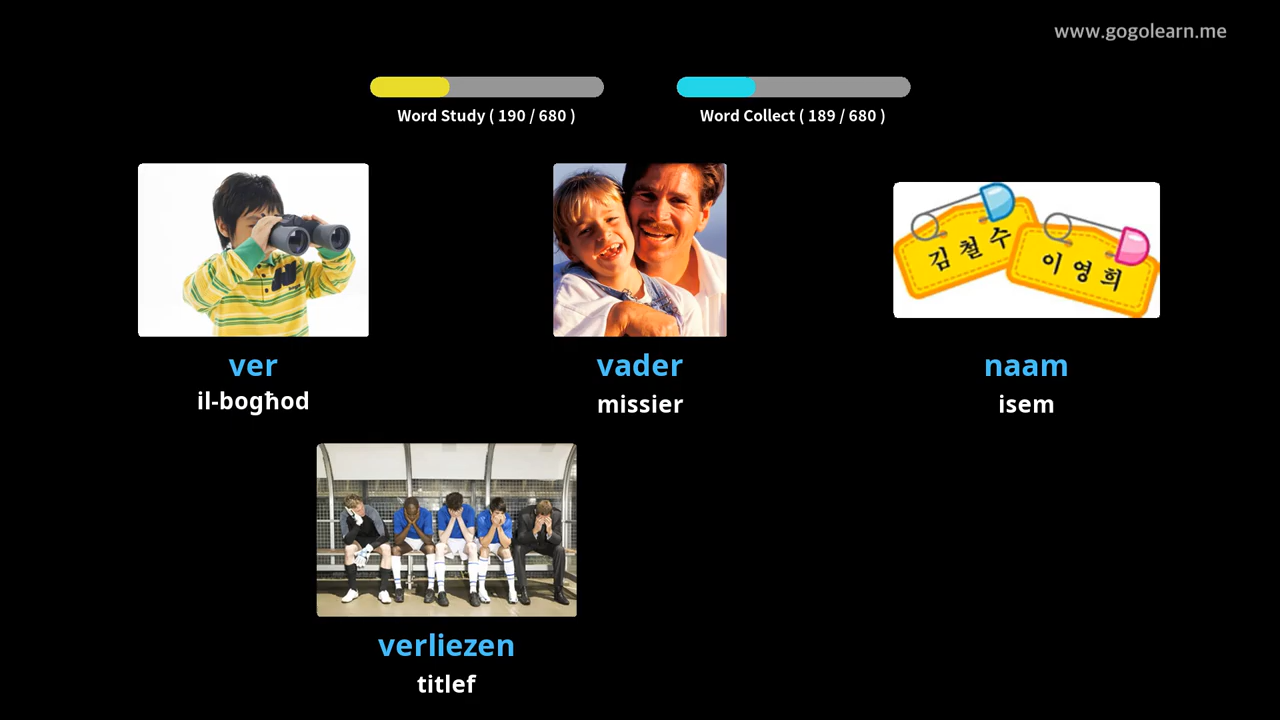 www.gogolearn.me
Word Study ( 190 / 680 )
Word Collect ( 189 / 680 )
김철수
이영희
ver
il-bogħod
vader
missier
naam
isem
verliezen
titlef